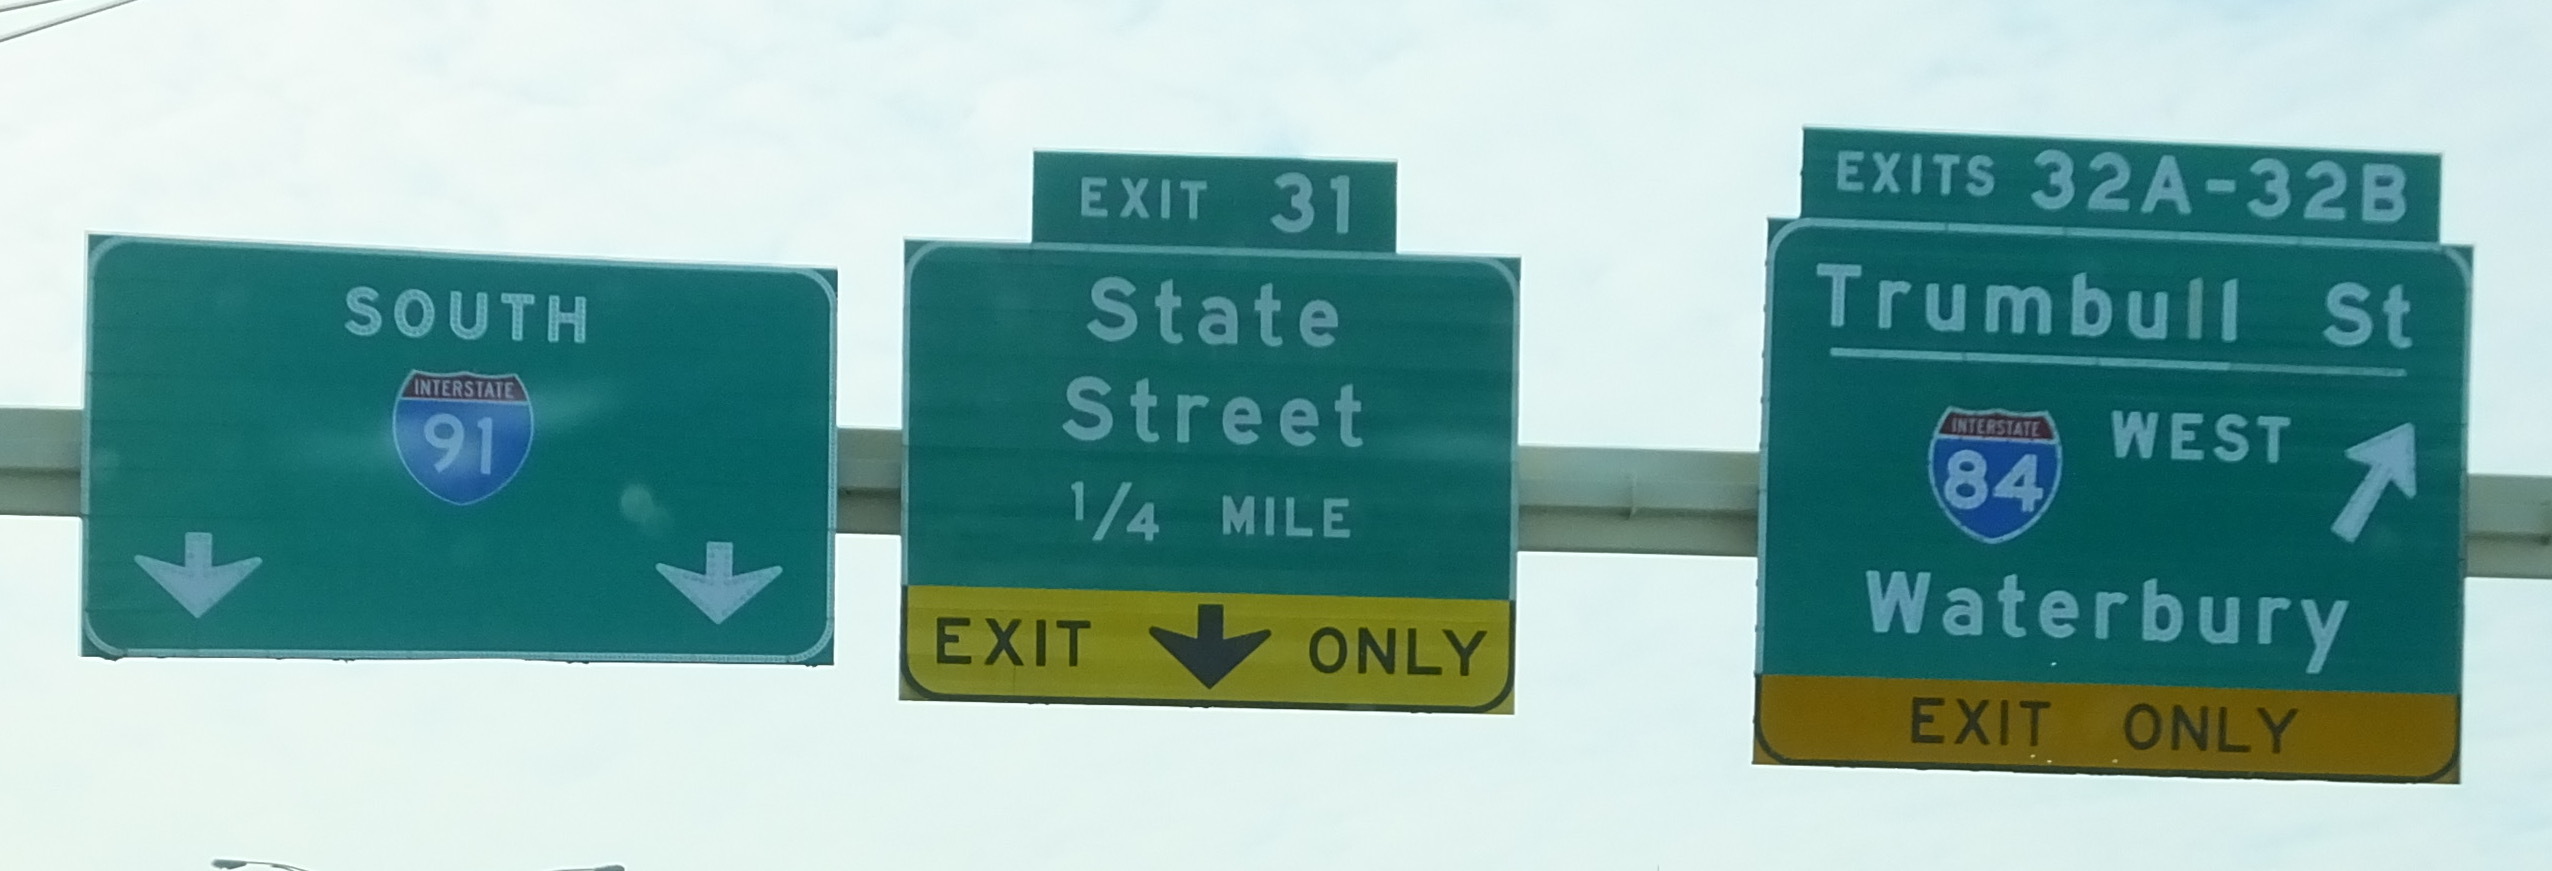 SOUTH
INTERSTATE
91
EXIT 31
State
Street
1/4 MILE
EXIT ONLY
EXITS 32A-32B
Trumbull St
INTERSTATE
84
WEST
Waterbury
EXIT ONLY